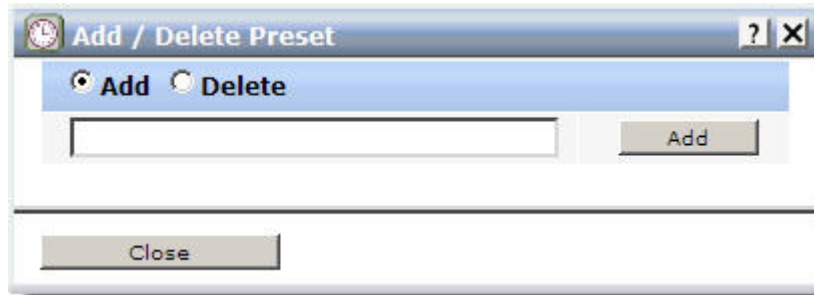 Add / Delete Preset ? X
Add Delete
Add
Close